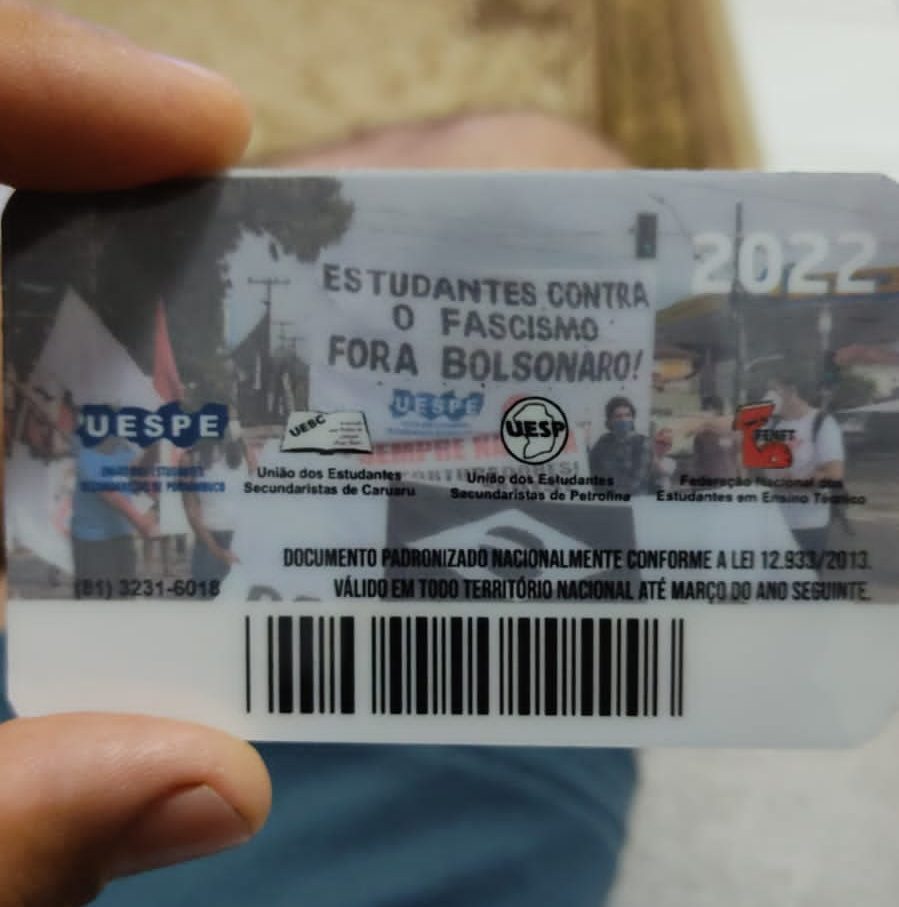 2022
ESTUDANTES CONTRA
O FASCISMO
FORA BOLSONARO!
UESPE
UESPE
UESC
UESP
FENET
SEMPRE
União dos Estudantes
Secundaristas de Caruaru
União dos Estudantes
Secundaristas de Petrolina
Federação Nacional dos
Estudantes em Ensino Técnico
DOCUMENTO PADRONIZADO NACIONALMENTE CONFORME A LEI 12.933/2013.
(81) 3231-6018
VÁLIDO EM TODO TERRITÓRIO NACIONAL ATÉ MARÇO DO ANO SEGUINTE.